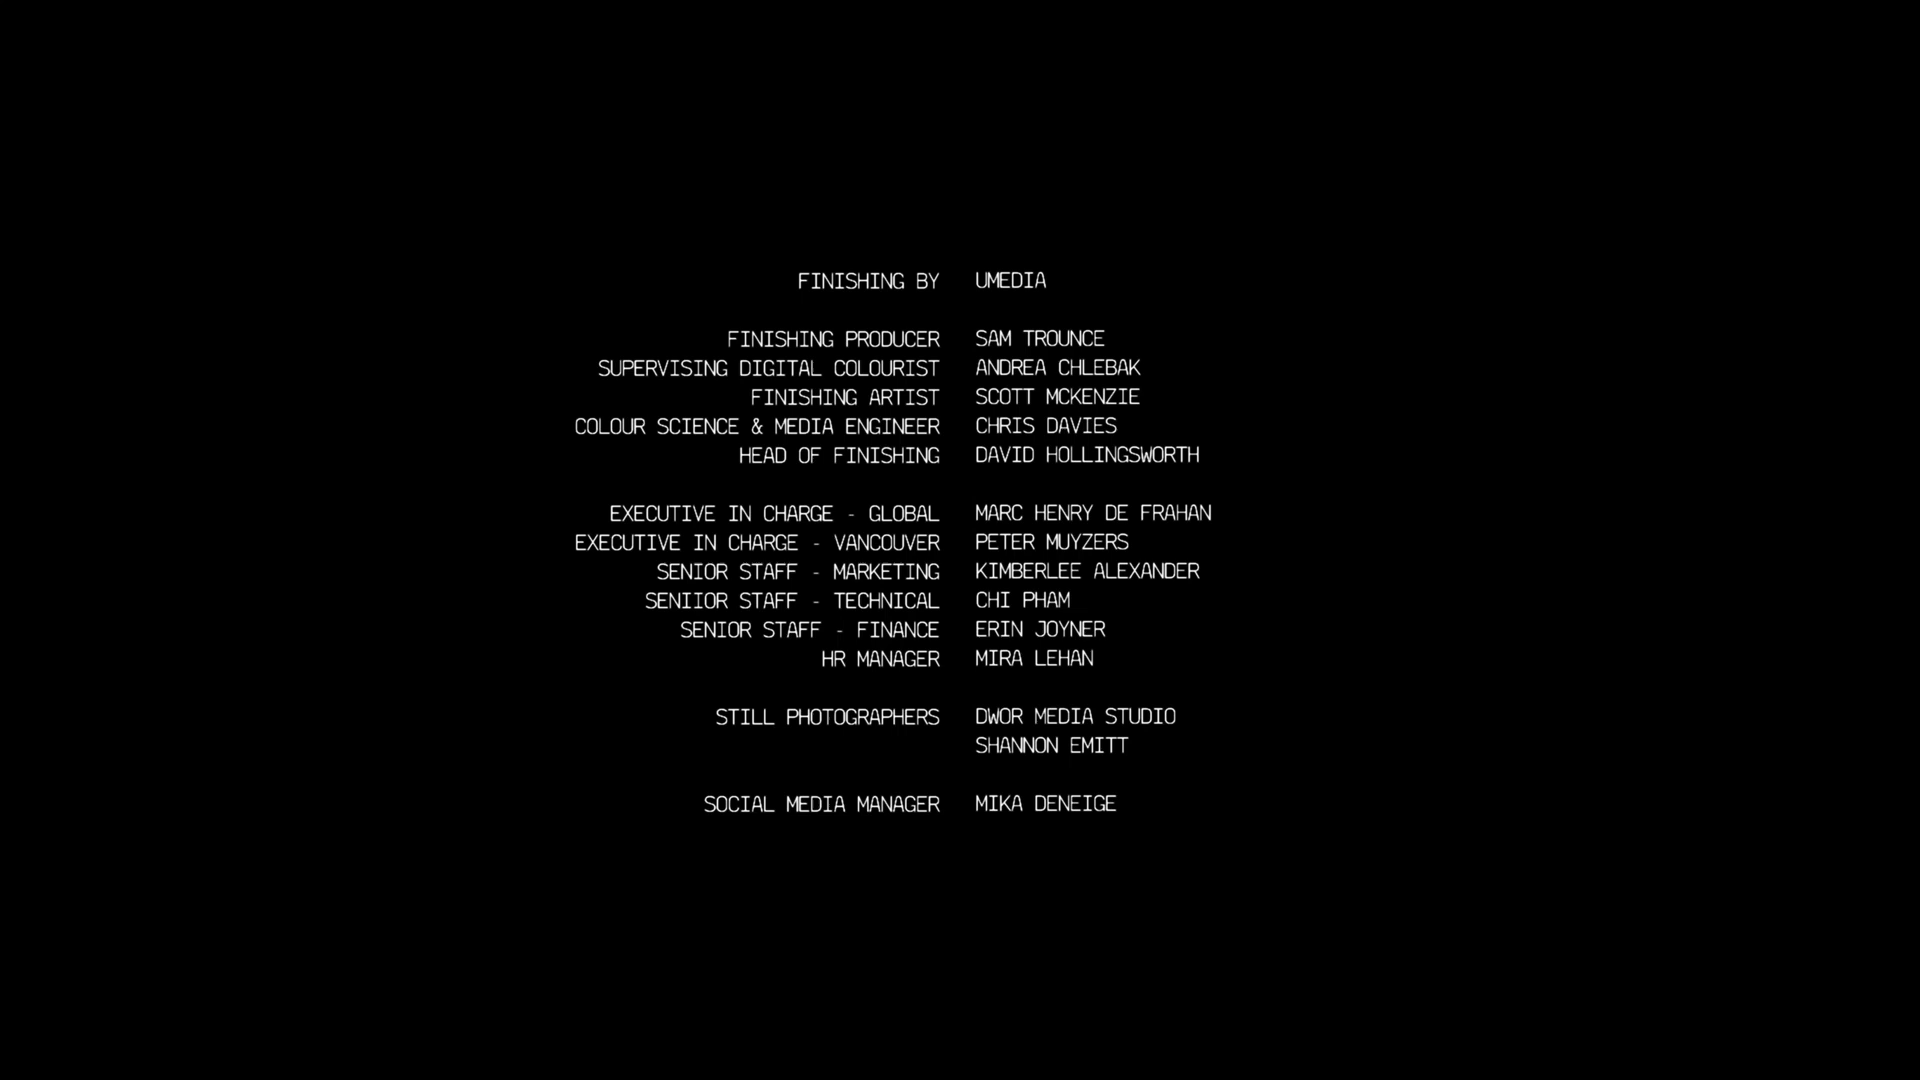 FINISHING BY UMEDIA
FINISHING PRODUCER SAM TROUNCE
SUPERVISING DIGITAL COLOURIST ANDREA CHLEBAK
FINISHING ARTIST SCOTT MCKENZIE
COLOUR SCIENCE & MEDIA ENGINEER CHRIS DAVIES
HEAD OF FINISHING DAVID HOLLINGSWORTH
EXECUTIVE IN CHARGE - GLOBAL MARC HENRY DE FRAHAN
EXECUTIVE IN CHARGE - VANCOUVER PETER MUYZERS
SENIOR STAFF - MARKETING KIMBERLEE ALEXANDER
SENIIOR STAFF - TECHNICAL CHI PHAM
SENIOR STAFF - FINANCE ERIN JOYNER
HR MANAGER MIRA LEHAN
STILL PHOTOGRAPHERS DWOR MEDIA STUDIO
SHANNON EMITT
SOCIAL MEDIA MANAGER MIKA DENEIGE